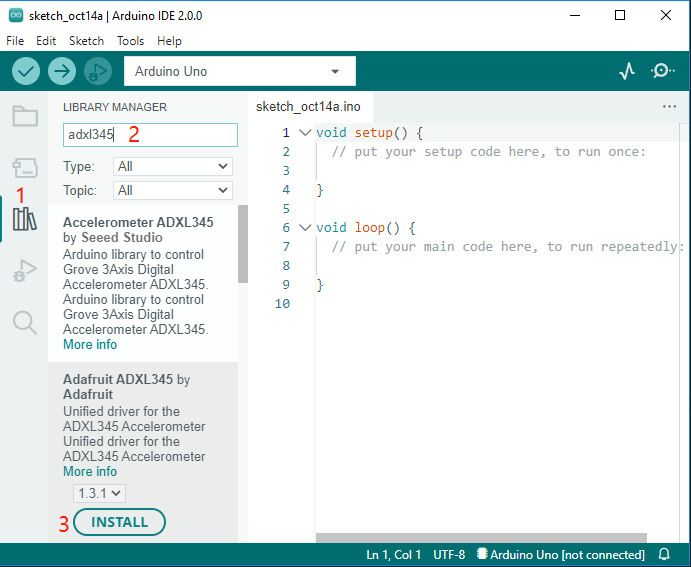 sketch_oct14a | Arduino IDE 2.0.0
File Edit Sketch Tools Help
Arduino Uno
LIBRARY MANAGER
adxl345 2
Type: All
Topic: All
1
Accelerometer ADXL345
by Seeed Studio
Arduino library to control
Grove 3Axis Digital
Accelerometer ADXL345.
Arduino library to control
Grove 3Axis Digital
Accelerometer ADXL345.
More info
Adafruit ADXL345 by
Adafruit
Unified driver for the
ADXL345 Accelerometer
Unified driver for the
ADXL345 Accelerometer
More info
1.3.1
3 INSTALL
sketch_oct14a.ino
1 void setup() {
2 // put your setup code here, to run once:
3
4 }
5
6 void loop() {
7 // put your main code here, to run repeatedly:
8
9 }
10
Ln 1, Col 1 UTF-8 Arduino Uno [not connected]